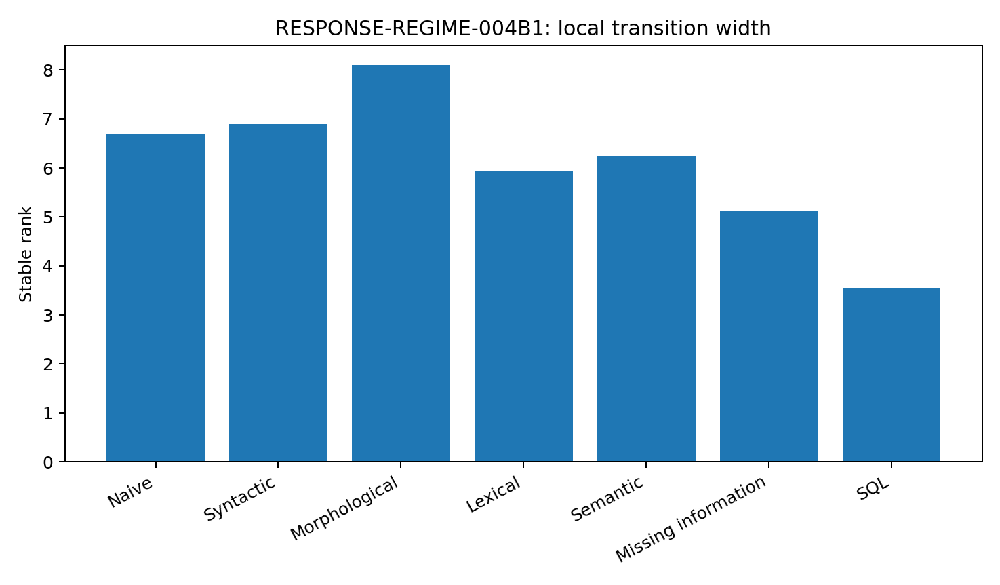 RESPONSE-REGIME-004B1: local transition width
Stable rank
8
7
6
5
4
3
2
1
0
Naive
Syntactic
Morphological
Lexical
Semantic
Missing information
SQL